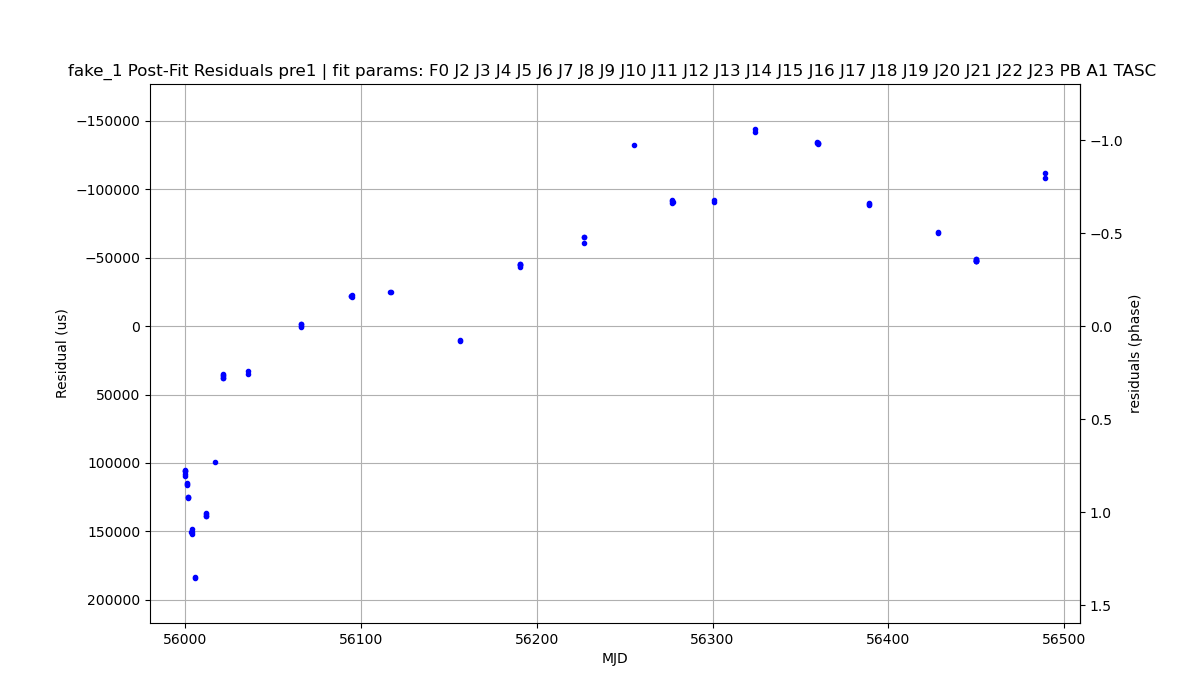 fake_1 Post-Fit Residuals pre1 | fit params: F0 J2 J3 J4 J5 J6 J7 J8 J9 J10 J11 J12 J13 J14 J15 J16 J17 J18 J19 J20 J21 J22 J23 PB A1 TASC
−150000
−100000
−50000
0
50000
100000
150000
200000
Residual (us)
−1.0
−0.5
0.0
0.5
1.0
1.5
residuals (phase)
56000 56100 56200 56300 56400 56500
MJD